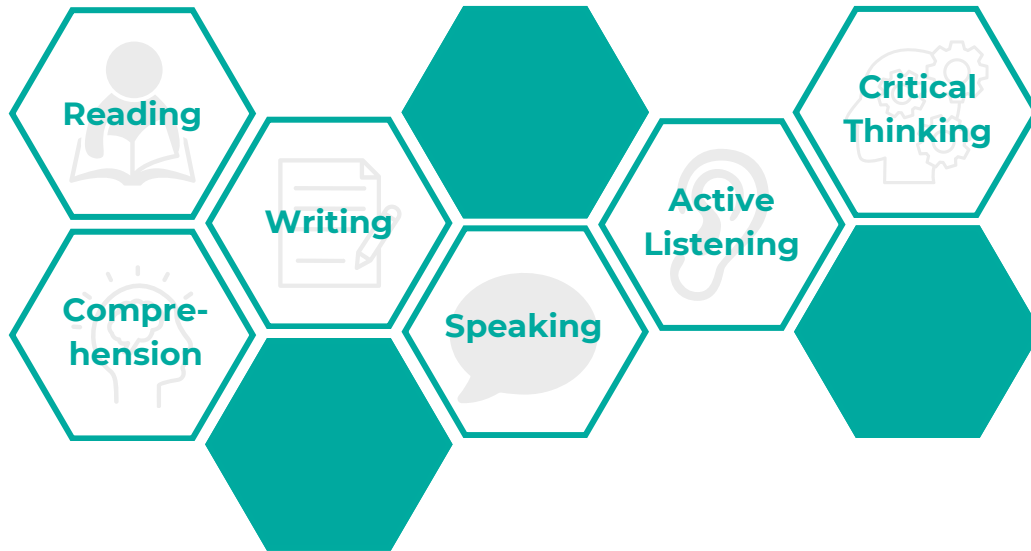 Reading
Writing
Compre-
hension
Speaking
Active
Listening
Critical
Thinking